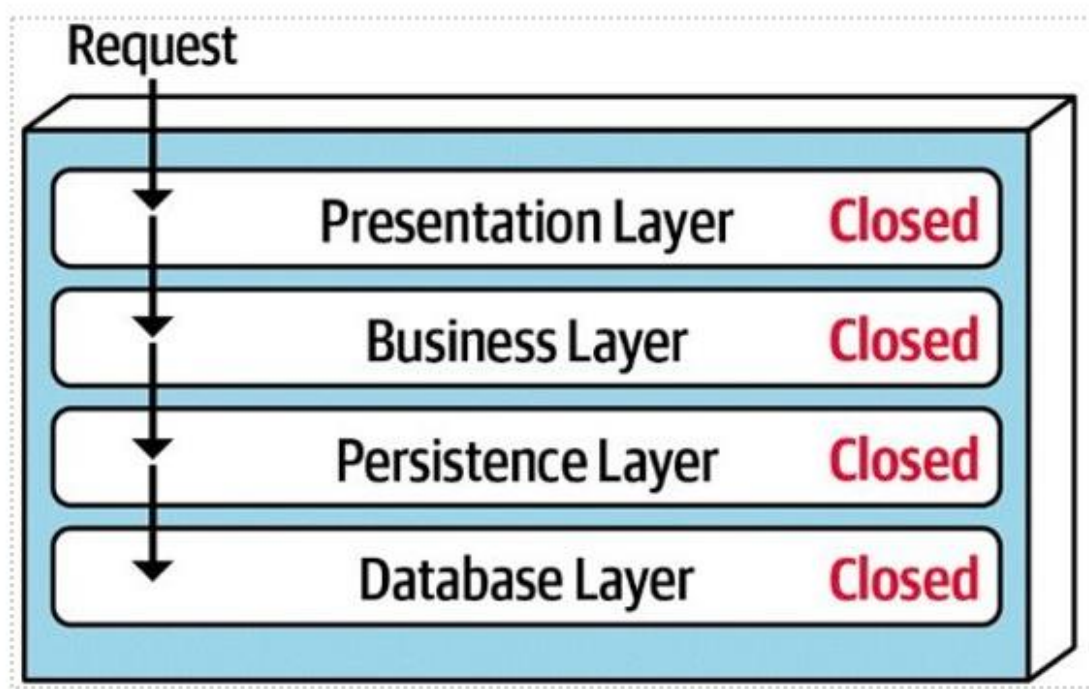 Request
Presentation Layer Closed
Business Layer Closed
Persistence Layer Closed
Database Layer Closed